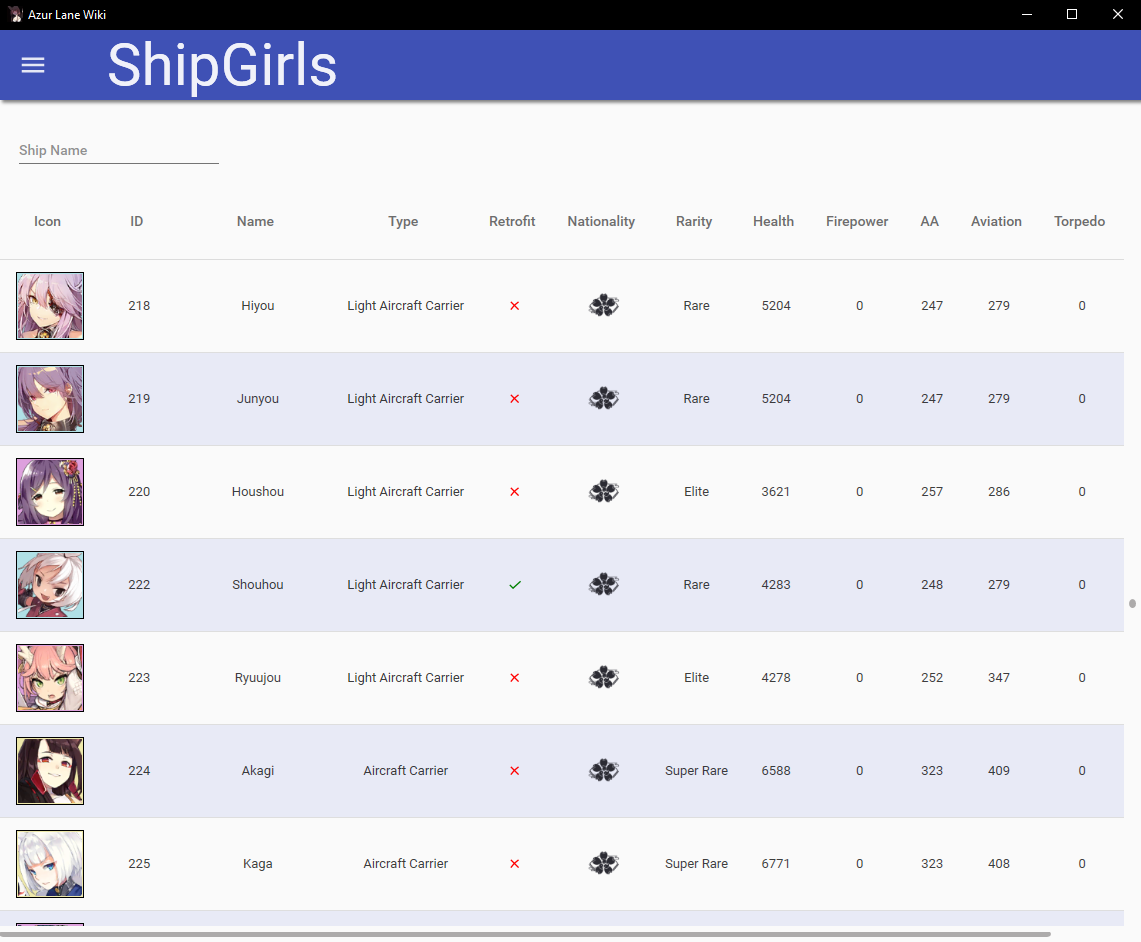 Azur Lane Wiki
ShipGirls
Ship Name
Icon ID Name Type Retrofit Nationality Rarity Health Firepower AA Aviation Torpedo
218 Hiyou Light Aircraft Carrier Rare 5204 0 247 279 0
219 Junyou Light Aircraft Carrier Rare 5204 0 247 279 0
220 Houshou Light Aircraft Carrier Elite 3621 0 257 286 0
222 Shouhou Light Aircraft Carrier Rare 4283 0 248 279 0
223 Ryuujou Light Aircraft Carrier Elite 4278 0 252 347 0
224 Akagi Aircraft Carrier Super Rare 6588 0 323 409 0
225 Kaga Aircraft Carrier Super Rare 6771 0 323 408 0